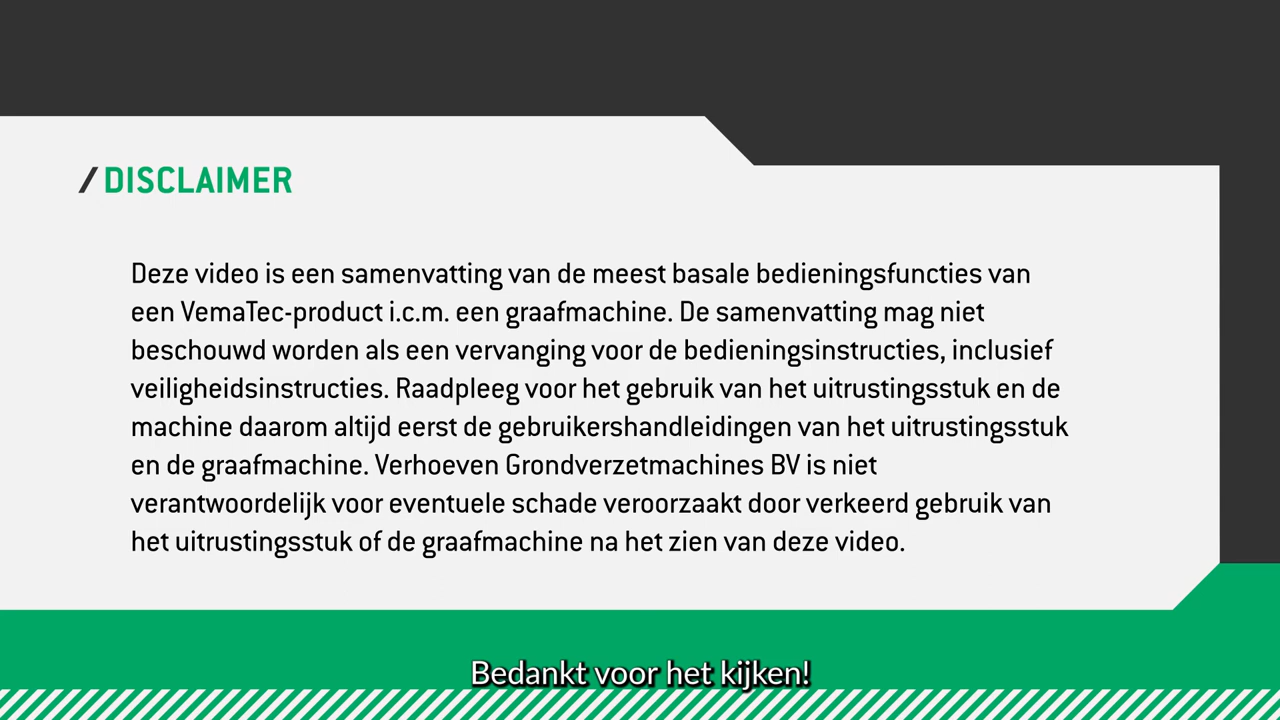 /DISCLAIMER
Deze video is een samenvatting van de meest basale bedieningsfuncties van
een VemaTec-product i.c.m. een graafmachine. De samenvatting mag niet
beschouwd worden als een vervanging voor de bedieningsinstructies, inclusief
veiligheidsinstructies. Raadpleeg voor het gebruik van het uitrustingsstuk en de
machine daarom altijd eerst de gebruikershandleidingen van het uitrustingsstuk
en de graafmachine. Verhoeven Grondverzetmachines BV is niet
verantwoordelijk voor eventuele schade veroorzaakt door verkeerd gebruik van
het uitrustingsstuk of de graafmachine na het zien van deze video.
Bedankt voor het kijken!